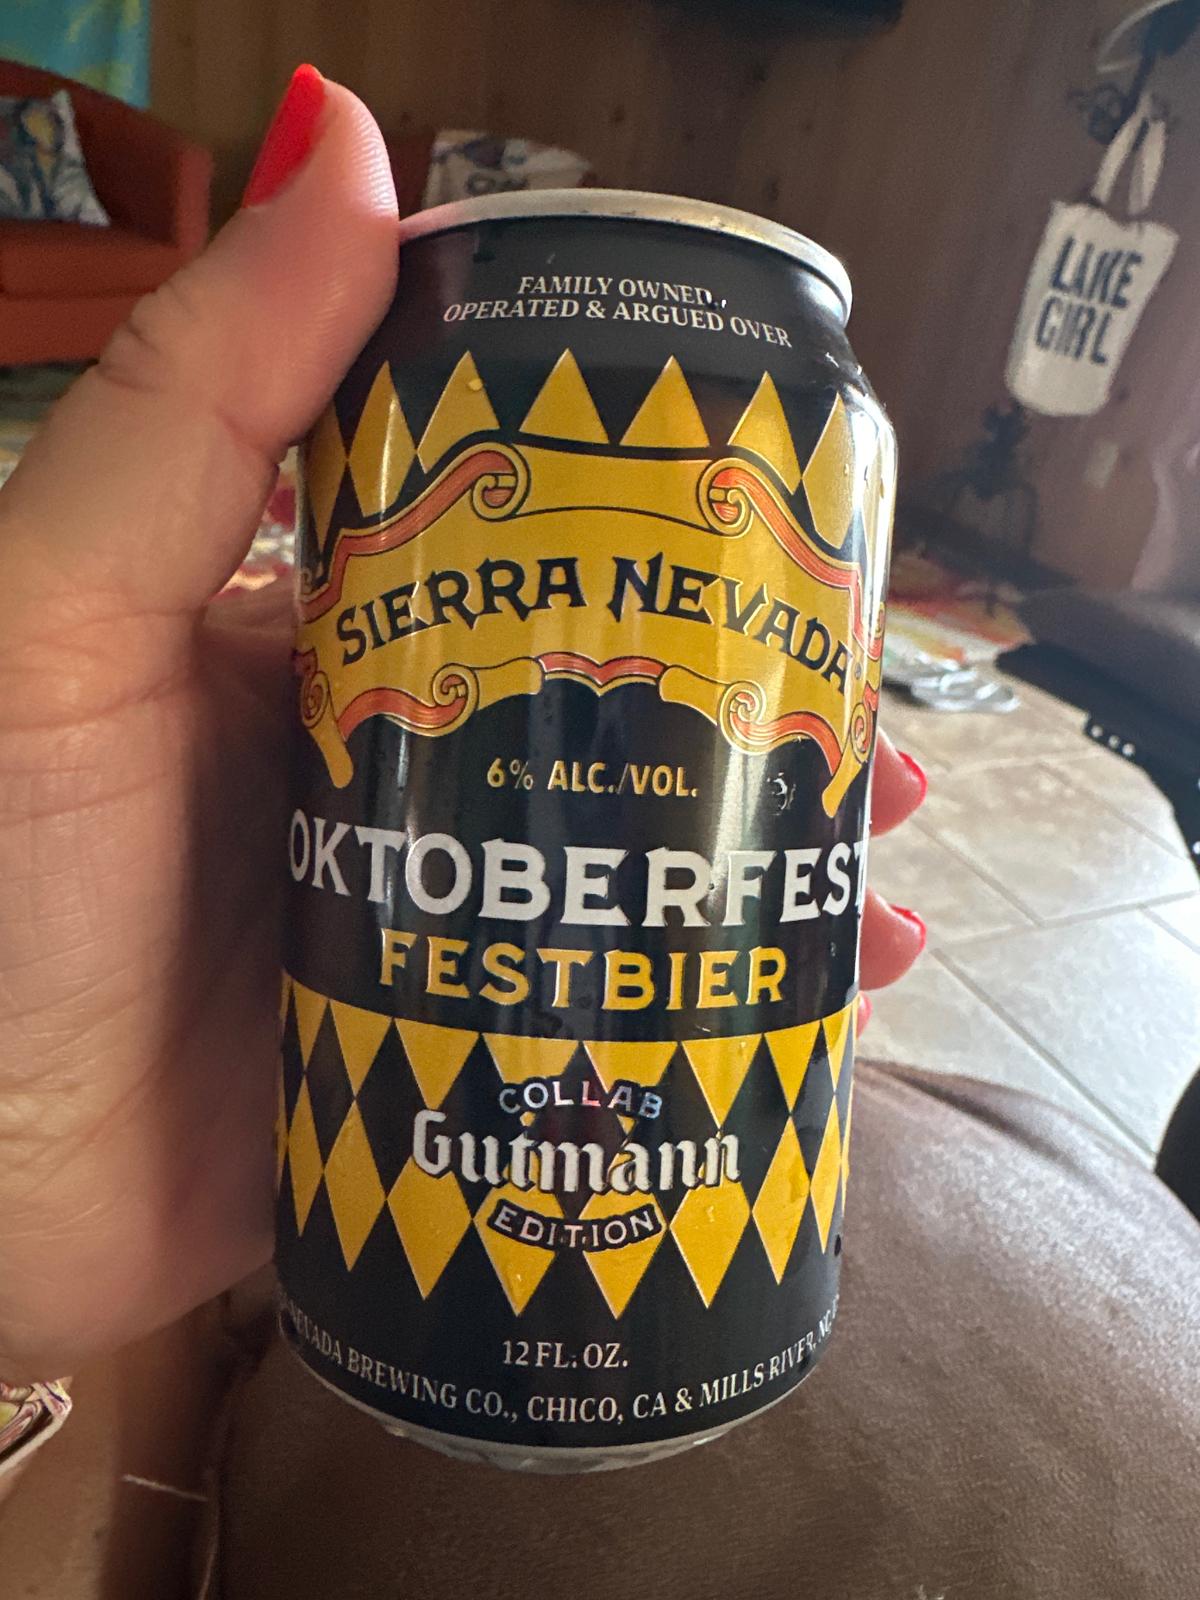 FAMILY OWNED,
OPERATED & ARGUED OVER
SIERRA NEVADA
6% ALC./VOL.
OKTOBERFEST
FESTBIER
COLLAB
Gutmann
EDITION
12 FL. OZ.
NEVADA BREWING CO., CHICO, CA & MILLS RIVER, NC
LAKE
GIRL